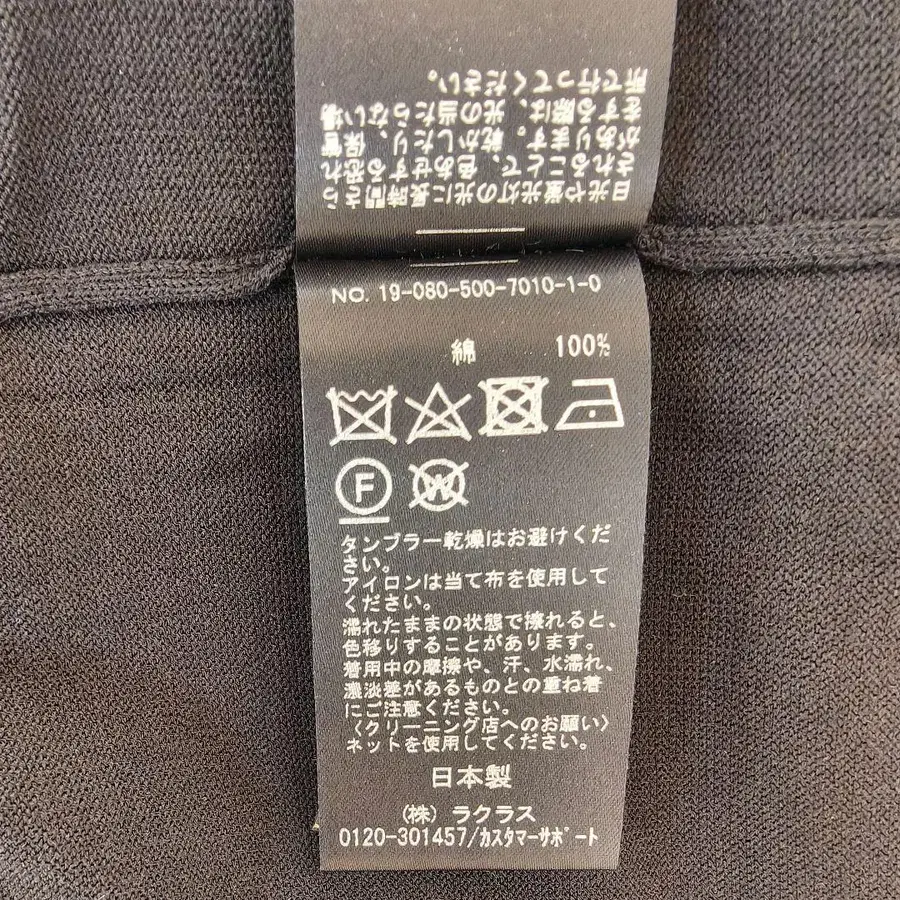 日光や蛍光灯の光に長時間さら
されることで、色あせする恐れ
があります。乾かしたり、保管
をする際は、光の当たらない場
所で行ってください。
NO. 19-080-500-7010-1-0
綿 100%
F
W
タンブラー乾燥はお避けくだ
さい。
アイロンは当て布を使用して
ください。
濡れたままの状態で擦れると、
色移りすることがあります。
着用中の摩擦や、汗、水濡れ、
濃淡差があるものとの重ね着
にご注意ください。
〈クリーニング店へのお願い〉
ネットを使用してください。
日本製
(株) ラクラス
0120-301457/カスタマーサポート